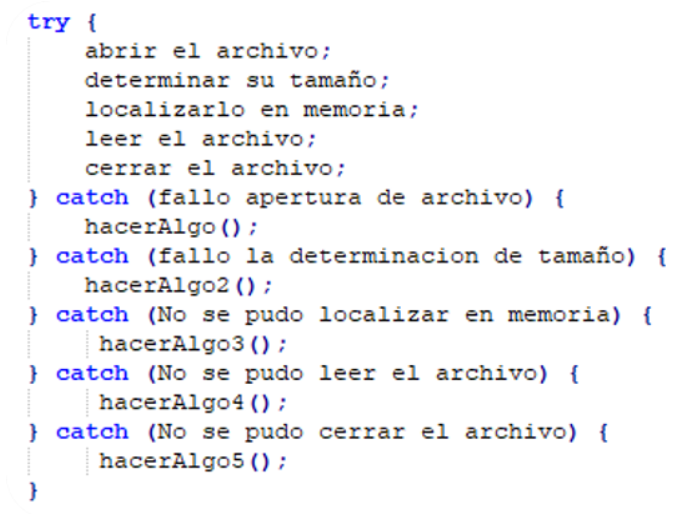 try {
    abrir el archivo;
    determinar su tamaño;
    localizarlo en memoria;
    leer el archivo;
    cerrar el archivo;
} catch (fallo apertura de archivo) {
    hacerAlgo();
} catch (fallo la determinacion de tamaño) {
    hacerAlgo2();
} catch (No se pudo localizar en memoria) {
     hacerAlgo3();
} catch (No se pudo leer el archivo) {
     hacerAlgo4();
} catch (No se pudo cerrar el archivo) {
     hacerAlgo5();
}